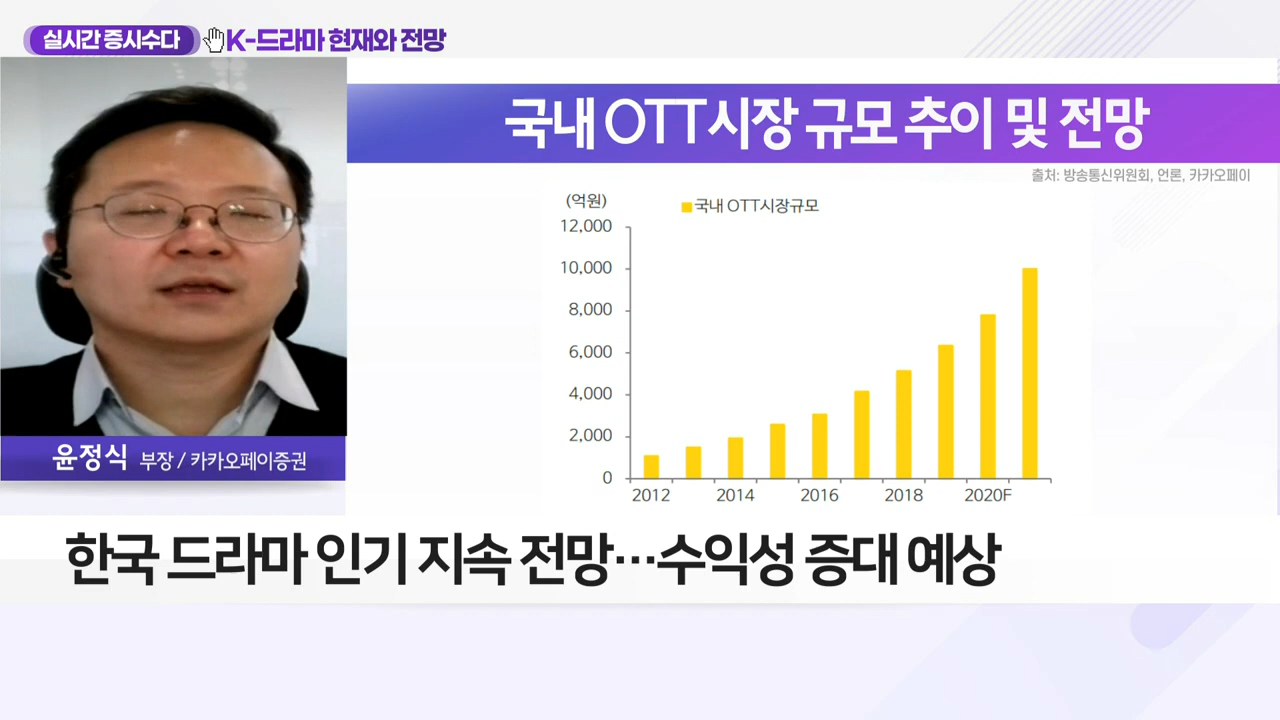 실시간 증시수다 K-드라마 현재와 전망
국내 OTT시장 규모 추이 및 전망
출처: 방송통신위원회, 언론, 카카오페이
(억원)
국내 OTT시장규모
12,000
10,000
8,000
6,000
4,000
2,000
0
2012 2014 2016 2018 2020F
윤정식 부장 / 카카오페이증권
한국 드라마 인기 지속 전망…수익성 증대 예상